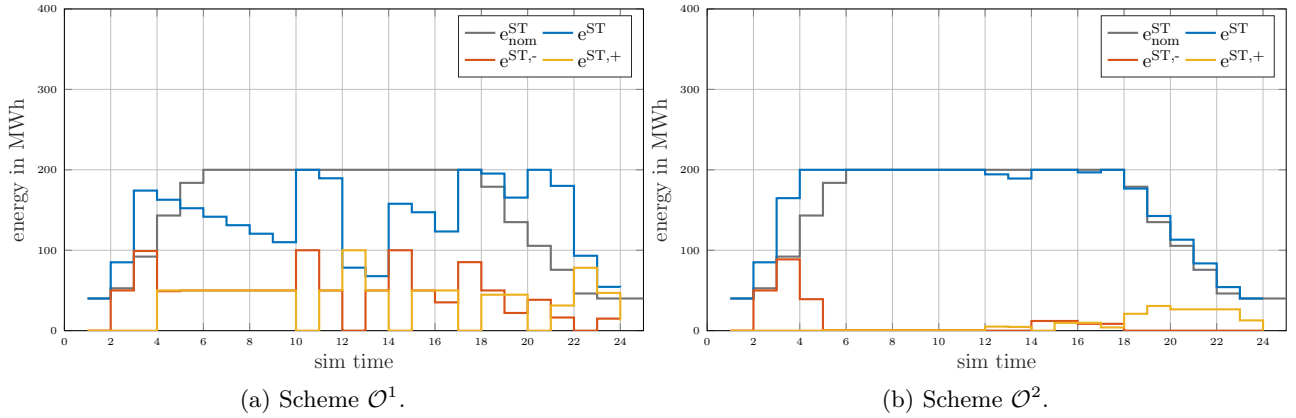 400
300
200
100
0
energy in MWh
e^ST_nom e^ST
e^ST,- e^ST,+
0 2 4 6 8 10 12 14 16 18 20 22 24
sim time
(a) Scheme 𝒪^1.
400
300
200
100
0
energy in MWh
e^ST_nom e^ST
e^ST,- e^ST,+
0 2 4 6 8 10 12 14 16 18 20 22 24
sim time
(b) Scheme 𝒪^2.